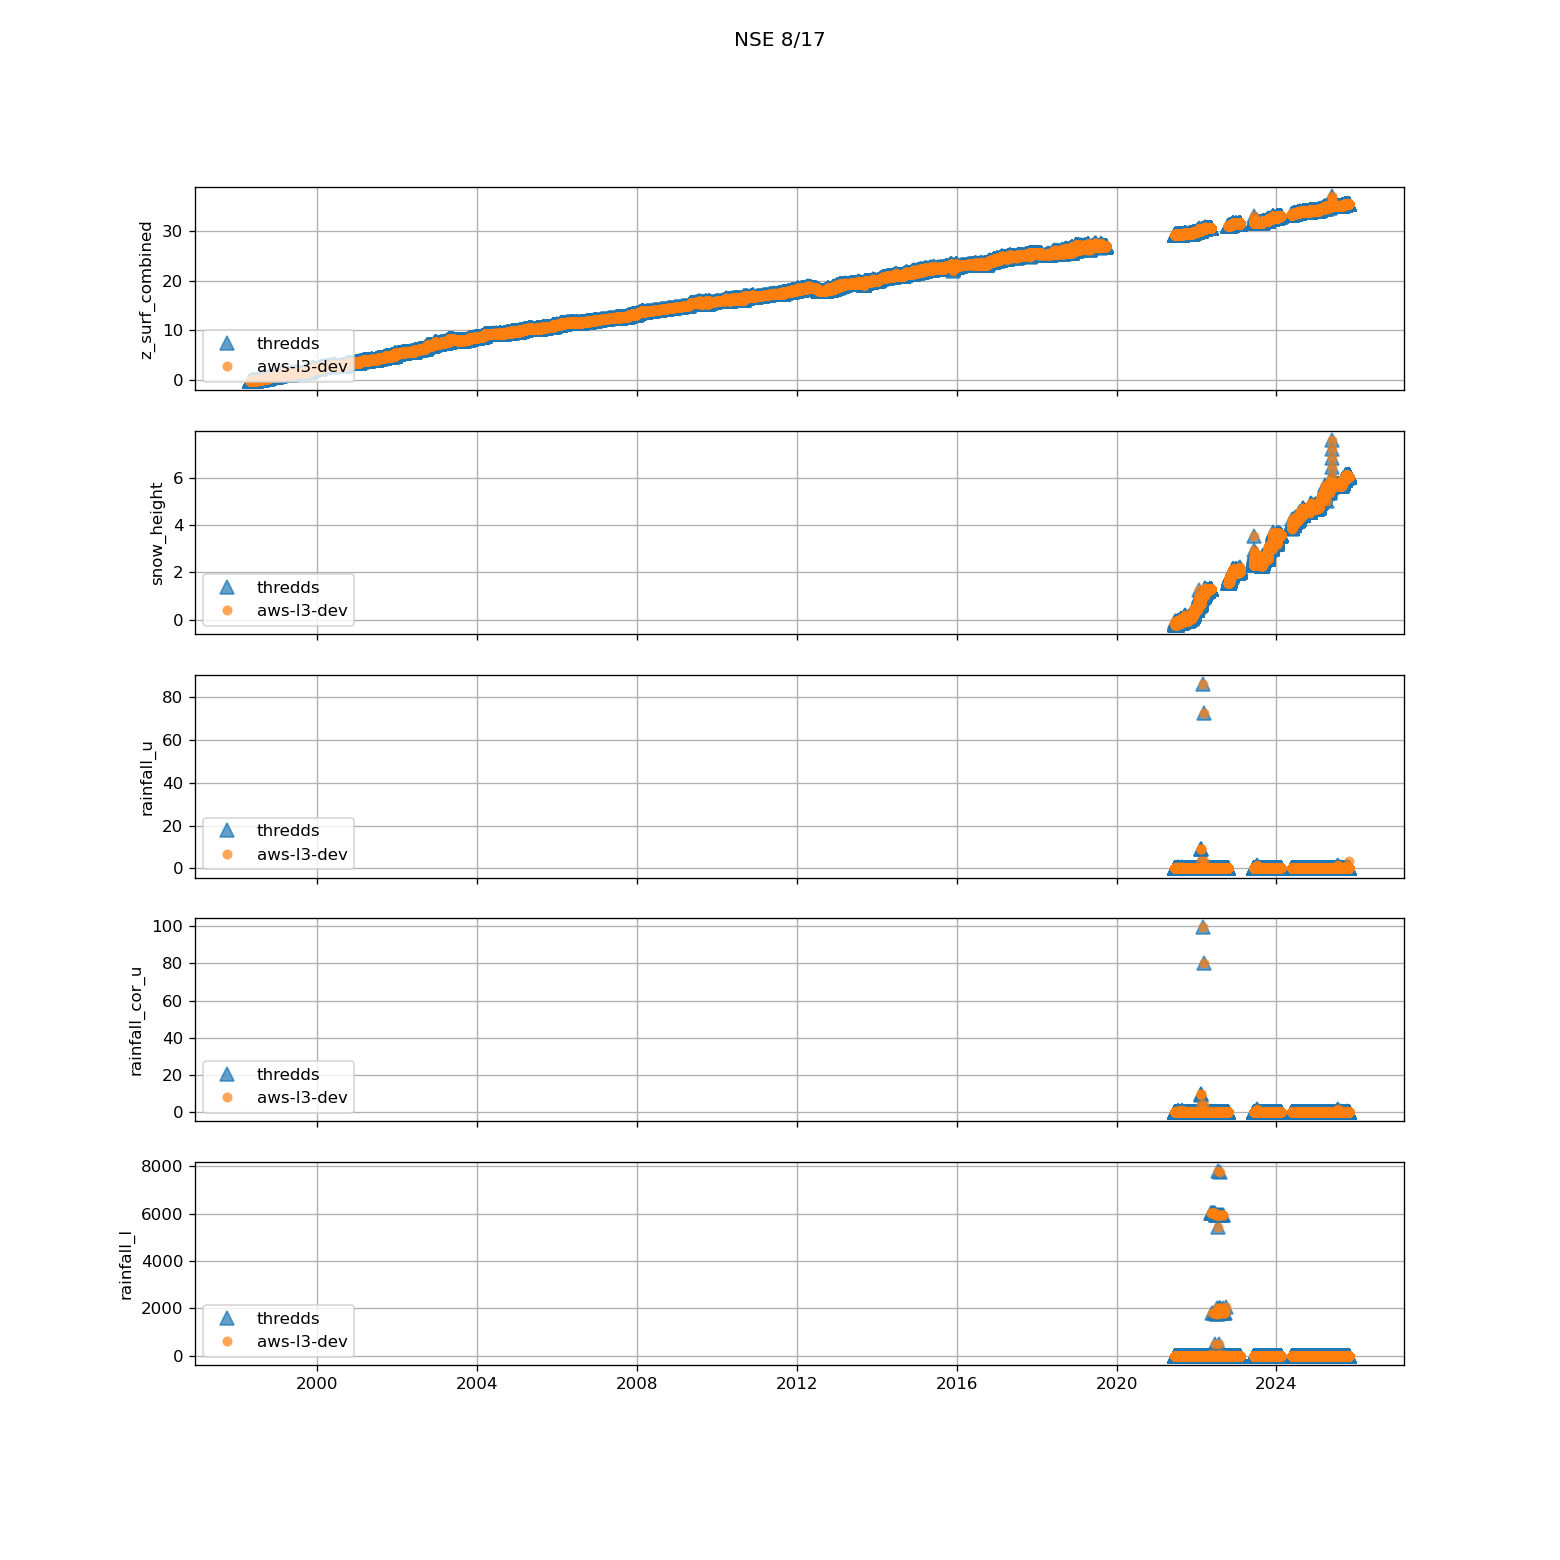 NSE 8/17
z_surf_combined
30
20
10
0
thredds
aws-l3-dev
snow_height
6
4
2
0
thredds
aws-l3-dev
rainfall_u
80
60
40
20
0
thredds
aws-l3-dev
rainfall_cor_u
100
80
60
40
20
0
thredds
aws-l3-dev
rainfall_l
8000
6000
4000
2000
0
thredds
aws-l3-dev
2000 2004 2008 2012 2016 2020 2024